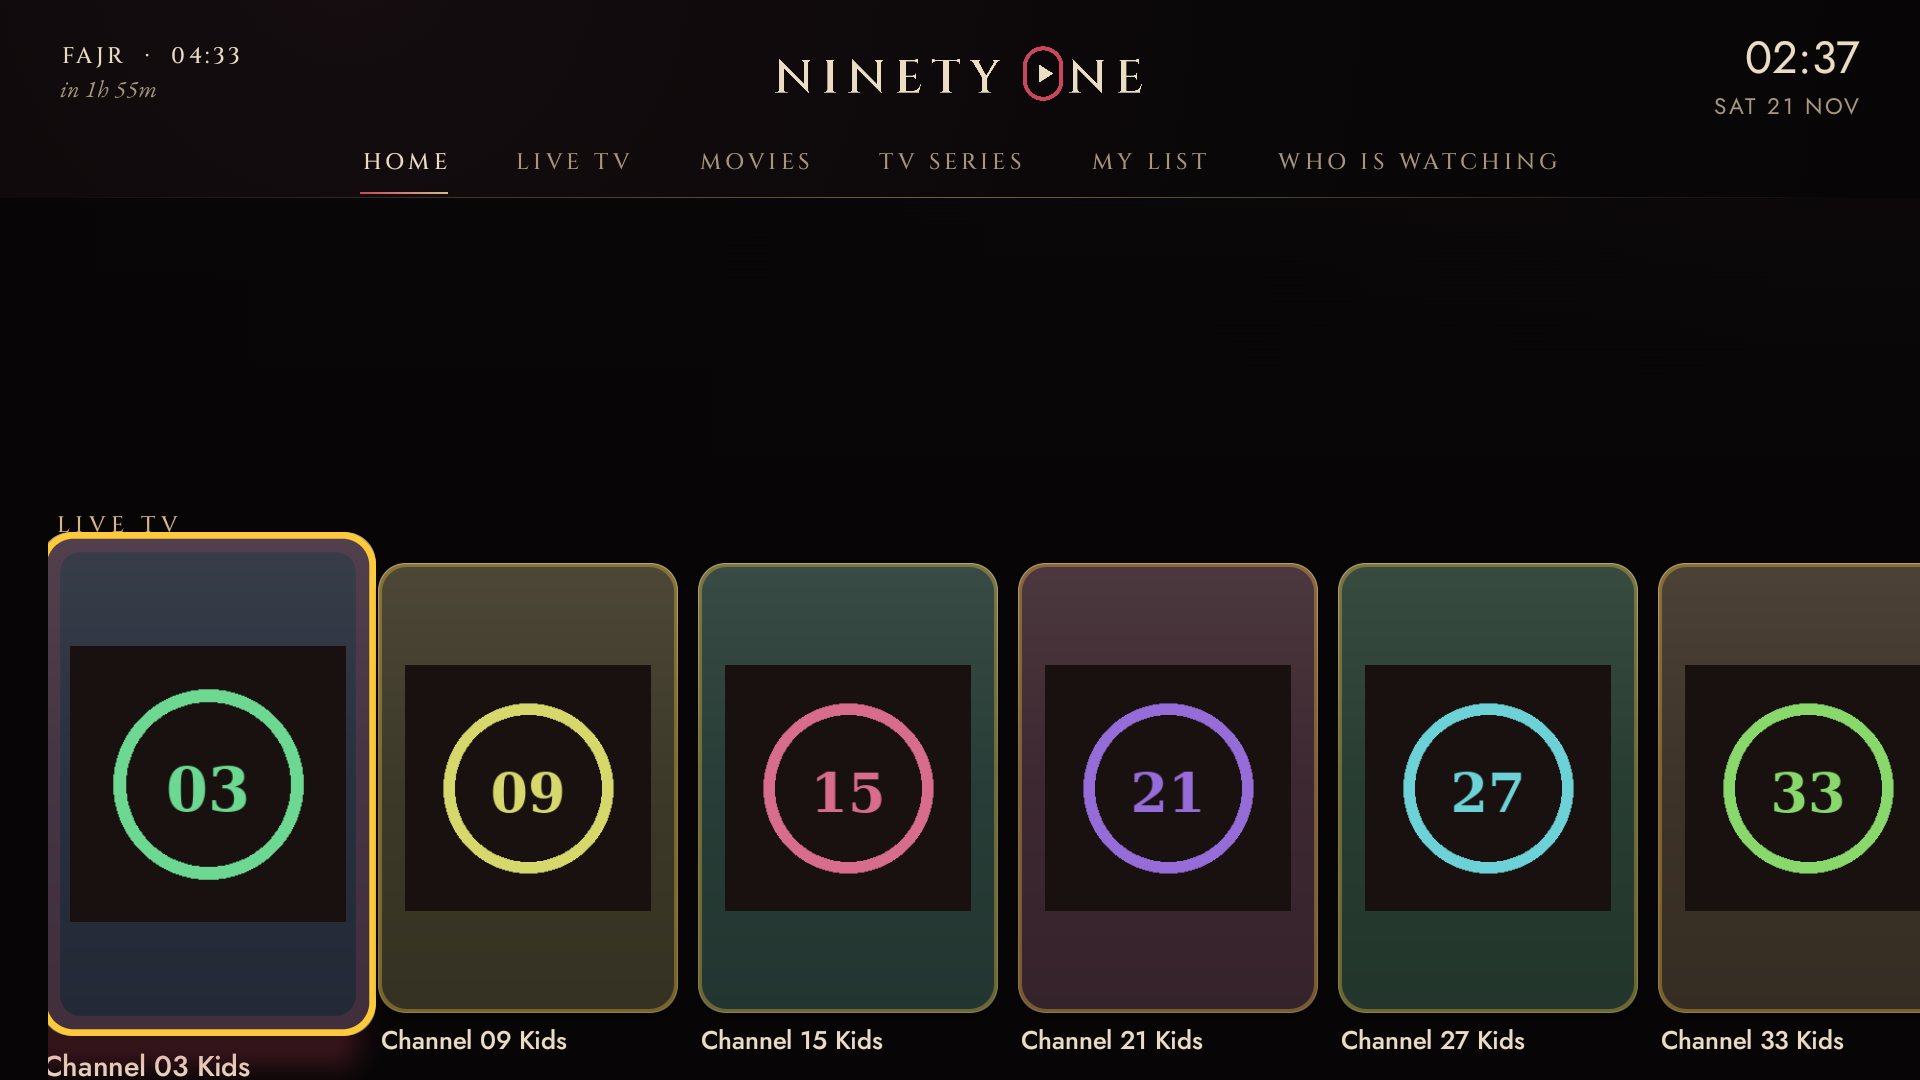 FAJR · 04:33
in 1h 55m
NINETY ONE
02:37
SAT 21 NOV
HOME LIVE TV MOVIES TV SERIES MY LIST WHO IS WATCHING
LIVE TV
03 09 15 21 27 33
Channel 03 Kids Channel 09 Kids Channel 15 Kids Channel 21 Kids Channel 27 Kids Channel 33 Kids